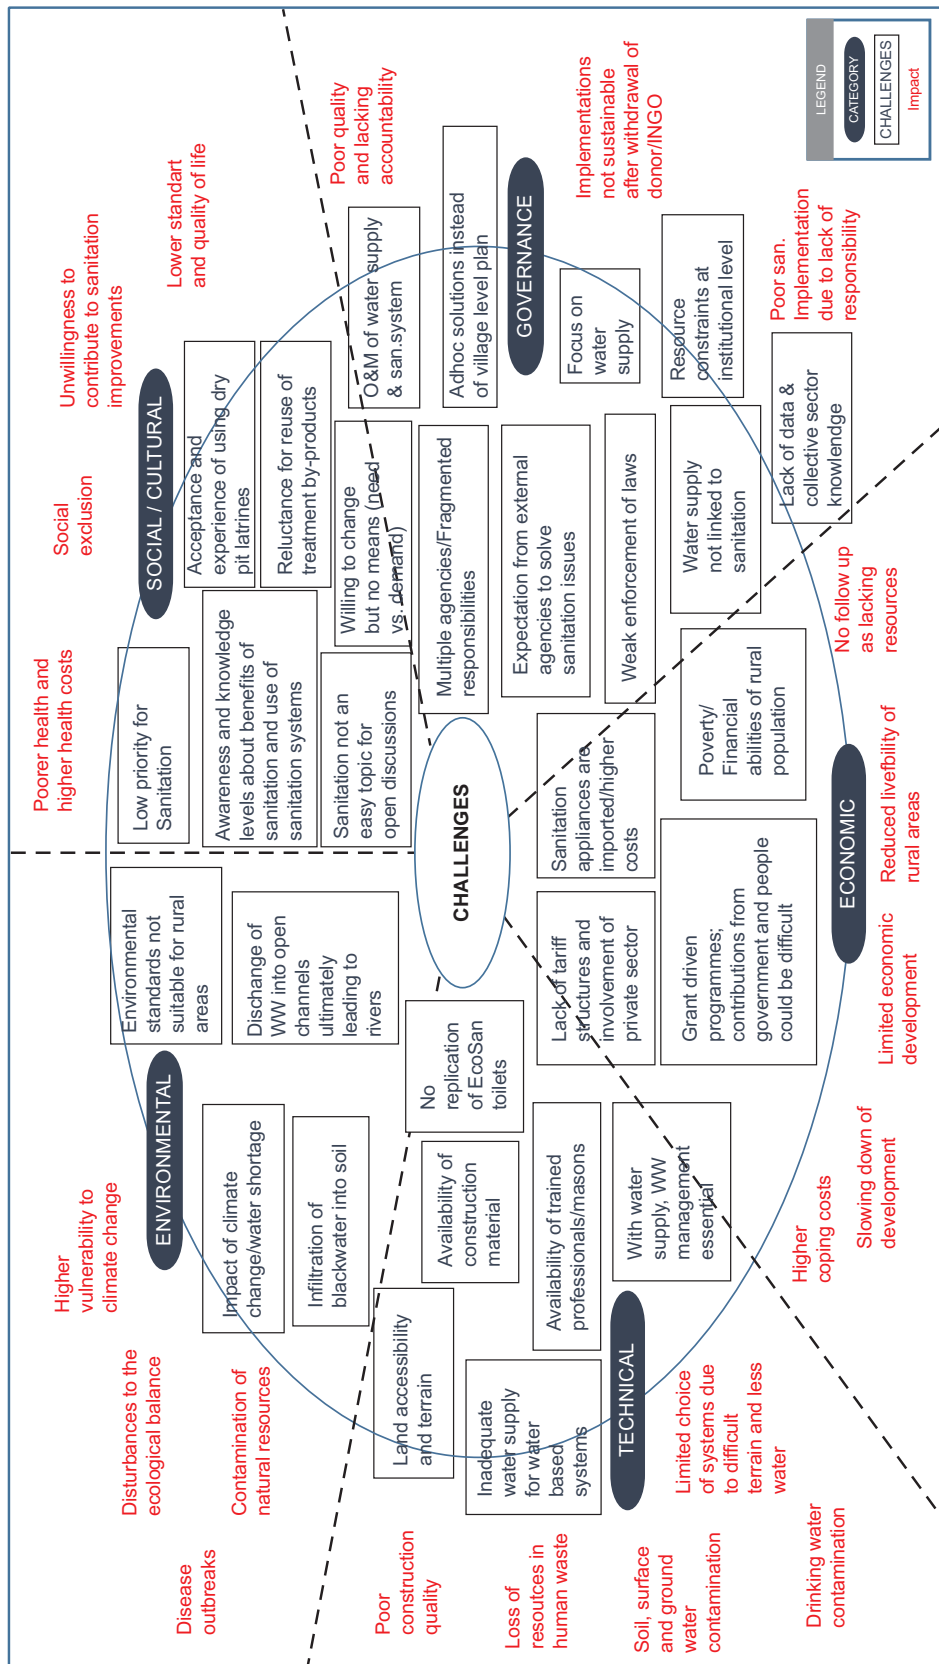 Disease
outbreaks
Disturbances to the
ecological balance
Contamination of
natural resources
Higher
vulnerability to
climate change
ENVIRONMENTAL
Environmental
standards not
suitable for rural
areas
Discharge of
WW into open
channels
ultimately
leading to
rivers
Impact of climate
change/water shortage
Infiltration of
blackwater into soil
Poorer health and
higher health costs
Social
exclusion
Unwillingness to
contribute to sanitation
improvements
Lower standart
and quality of life
SOCIAL / CULTURAL
Low priority for
Sanitation
Awareness and knowledge
levels about benefits of
sanitation and use of
sanitation systems
Sanitation not an
easy topic for
open discussions
Acceptance and
experience of using dry
pit latrines
Reluctance for reuse of
treatment by-products
Willing to change
but no means (need
vs. demand)
CHALLENGES
Poor quality
and lacking
accountability
O&M of water supply
& san.system
Multiple agencies/Fragmented
responsibilities
Adhoc solutions instead
of village level plan
GOVERNANCE
Expectation from external
agencies to solve
sanitation issues
Focus on
water
supply
Implementations
not sustainable
after withdrawal of
donor/INGO
Weak enforcement of laws
Resource
constraints at
institutional level
Water supply
not linked to
sanitation
Poor san.
Implementation
due to lack of
responsibility
Lack of data &
collective sector
knowlendge
Poor
construction
quality
Land accessibility
and terrain
No
replication
of EcoSan
toilets
Availability of
construction
material
Inadequate
water supply
for water
based
systems
Availability of trained
professionals/masons
Loss of
resoutces in
human waste
With water
supply, WW
management
essential
TECHNICAL
Soil, surface
and ground
water
contamination
Limited choice
of systems due
to difficult
terrain and less
water
Drinking water
contamination
Lack of tariff
structures and
involvement of
private sector
Sanitation
appliances are
imported/higher
costs
Grant driven
programmes;
contributions from
government and people
could be difficult
Poverty/
Financial
abilities of rural
population
ECONOMIC
Higher
coping costs
Slowing down of
development
Limited economic
development
Reduced livefbility of
rural areas
No follow up
as lacking
resources
LEGEND
CATEGORY
CHALLENGES
Impact